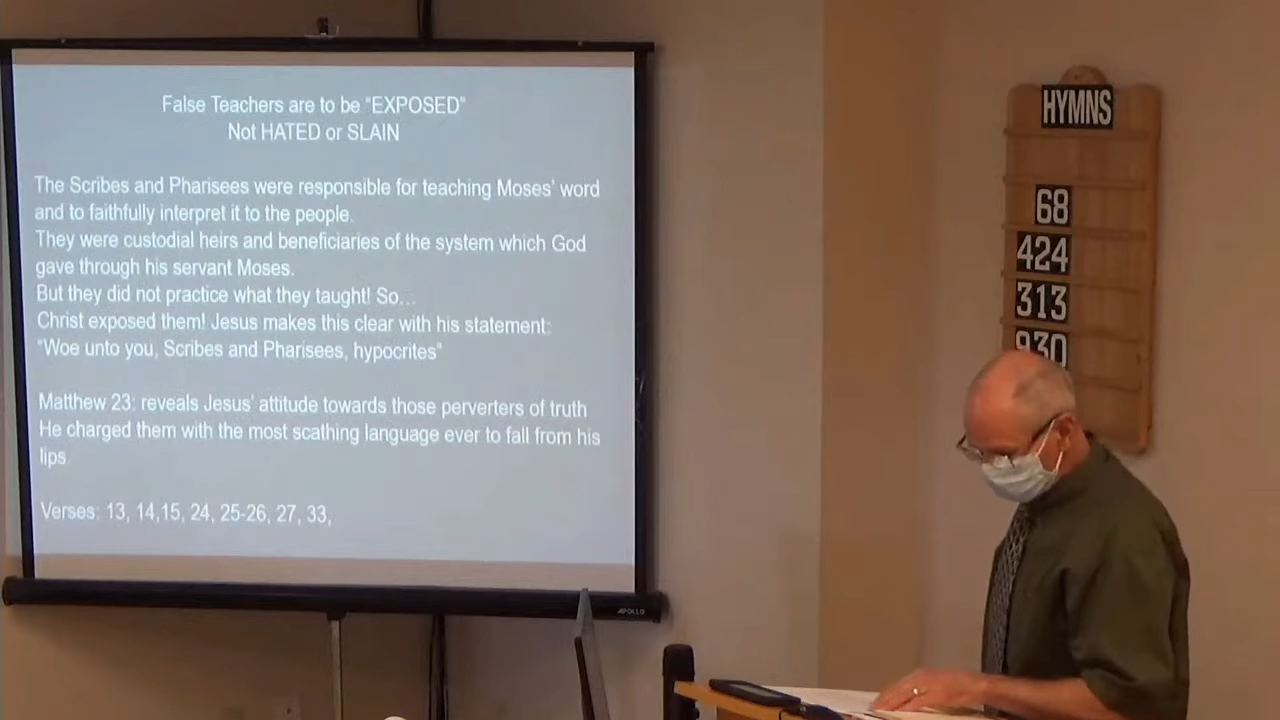 False Teachers are to be "EXPOSED"
Not HATED or SLAIN
The Scribes and Pharisees were responsible for teaching Moses' word
and to faithfully interpret it to the people.
They were custodial heirs and beneficiaries of the system which God
gave through his servant Moses.
But they did not practice what they taught! So...
Christ exposed them! Jesus makes this clear with his statement:
"Woe unto you, Scribes and Pharisees, hypocrites"
Matthew 23: reveals Jesus' attitude towards those perverters of truth
He charged them with the most scathing language ever to fall from his
lips.
Verses: 13, 14,15, 24, 25-26, 27, 33,
APOLLO
HYMNS
68
424
313
930